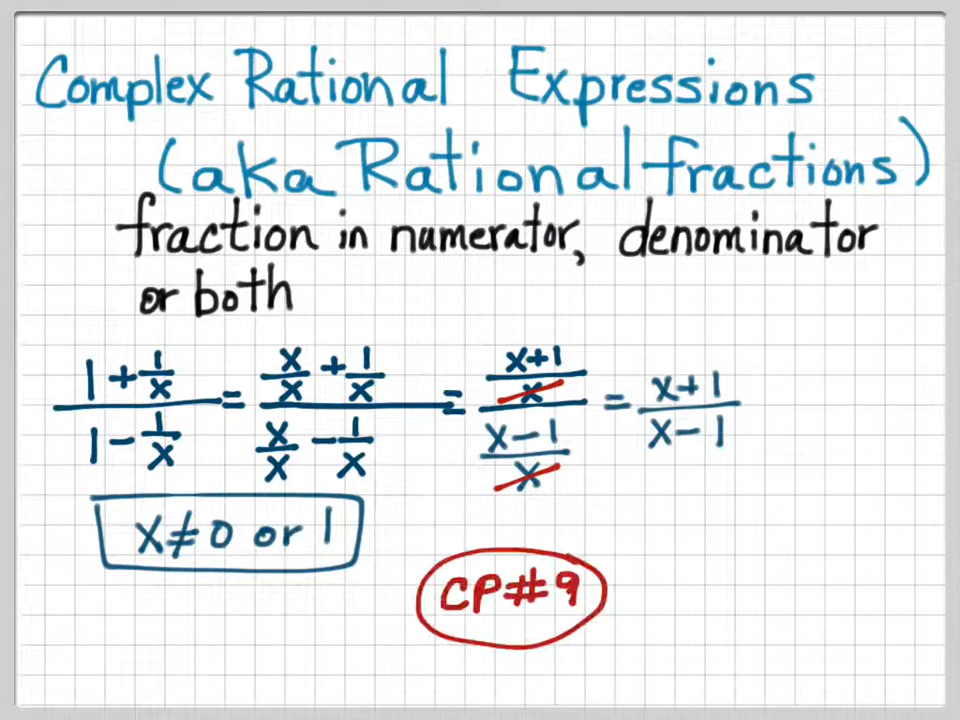 Complex Rational Expressions
(aka Rational fractions)
fraction in numerator, denominator
or both
(1 + 1/x)/(1 - 1/x) = (x/x + 1/x)/(x/x - 1/x) = ((x+1)/x)/((x-1)/x) = (x+1)/(x-1)
x≠0 or 1
CP#9